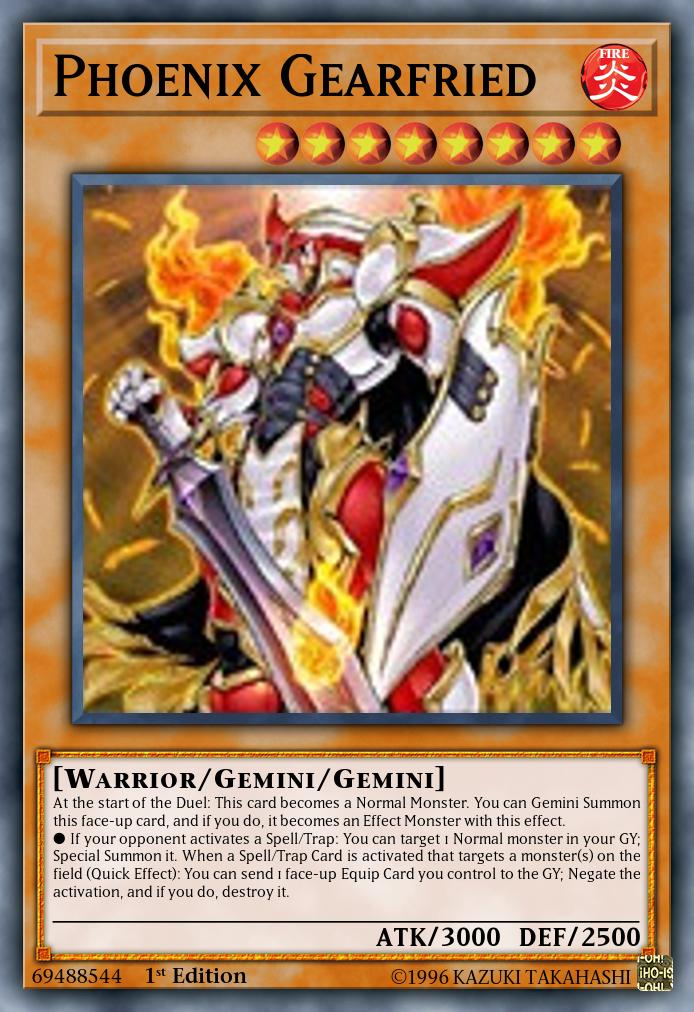 PHOENIX GEARFRIED
FIRE
炎
[WARRIOR/GEMINI/GEMINI]
At the start of the Duel: This card becomes a Normal Monster. You can Gemini Summon
this face-up card, and if you do, it becomes an Effect Monster with this effect.
● If your opponent activates a Spell/Trap: You can target 1 Normal monster in your GY;
Special Summon it. When a Spell/Trap Card is activated that targets a monster(s) on the
field (Quick Effect): You can send 1 face-up Equip Card you control to the GY; Negate the
activation, and if you do, destroy it.
ATK/3000 DEF/2500
69488544 1st Edition ©1996 KAZUKI TAKAHASHI